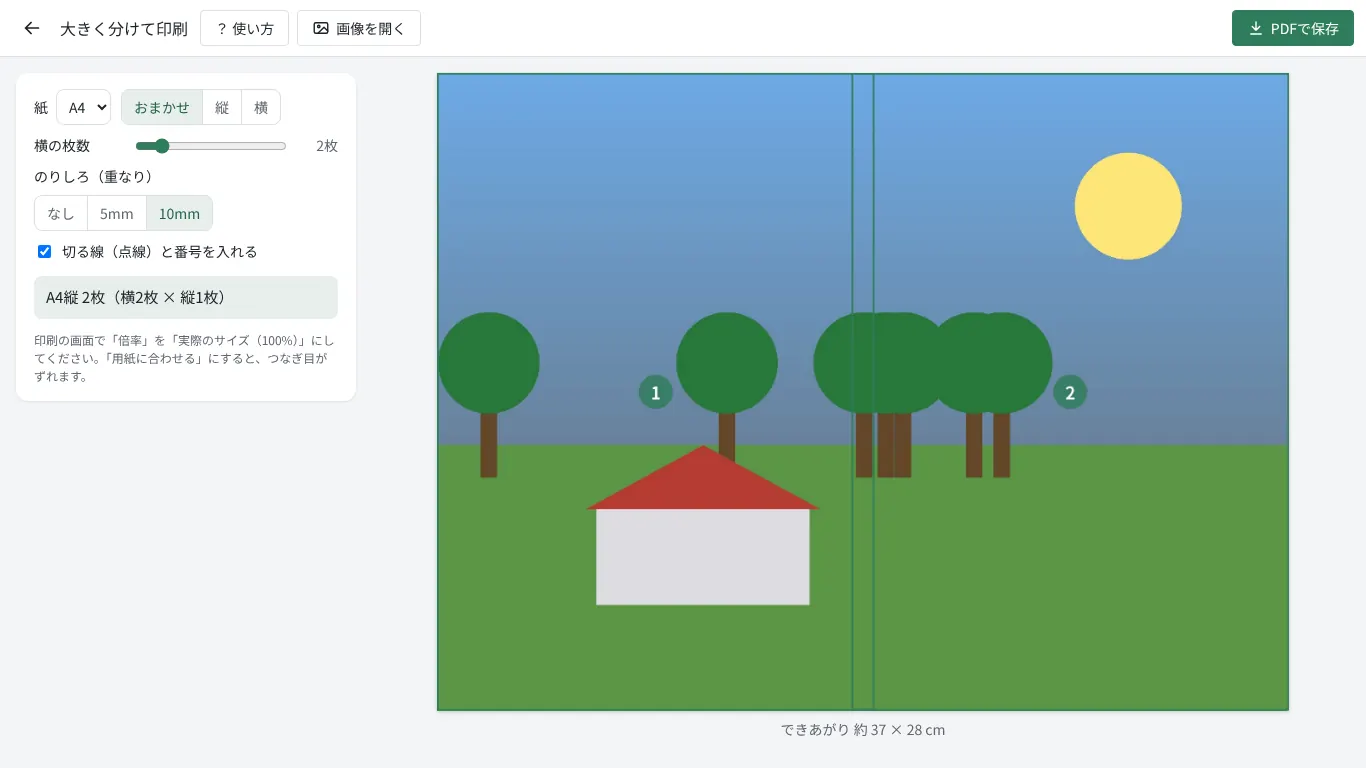 大きく分けて印刷
? 使い方
画像を開く
PDFで保存
紙 A4 おまかせ 縦 横
横の枚数 2枚
のりしろ（重なり）
なし 5mm 10mm
切る線（点線）と番号を入れる
A4縦 2枚（横2枚 × 縦1枚）
印刷の画面で「倍率」を「実際のサイズ（100%）」にし
てください。「用紙に合わせる」にすると、つなぎ目が
ずれます。
1
2
できあがり 約 37 × 28 cm